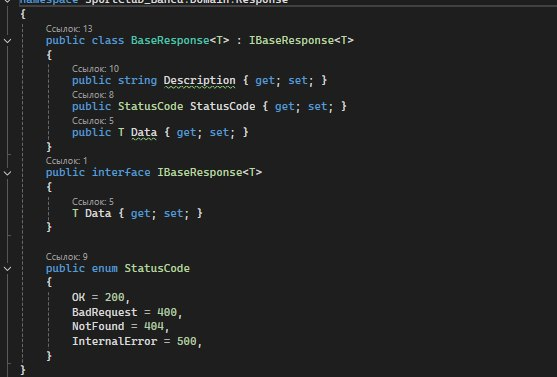 namespace SportClub_Bancu.Domain.Response
{
Ссылок: 13
public class BaseResponse<T> : IBaseResponse<T>
{
Ссылок: 10
public string Description { get; set; }
Ссылок: 8
public StatusCode StatusCode { get; set; }
Ссылок: 5
public T Data { get; set; }
}
Ссылок: 1
public interface IBaseResponse<T>
{
Ссылок: 5
T Data { get; set; }
}
Ссылок: 9
public enum StatusCode
{
OK = 200,
BadRequest = 400,
NotFound = 404,
InternalError = 500,
}
}